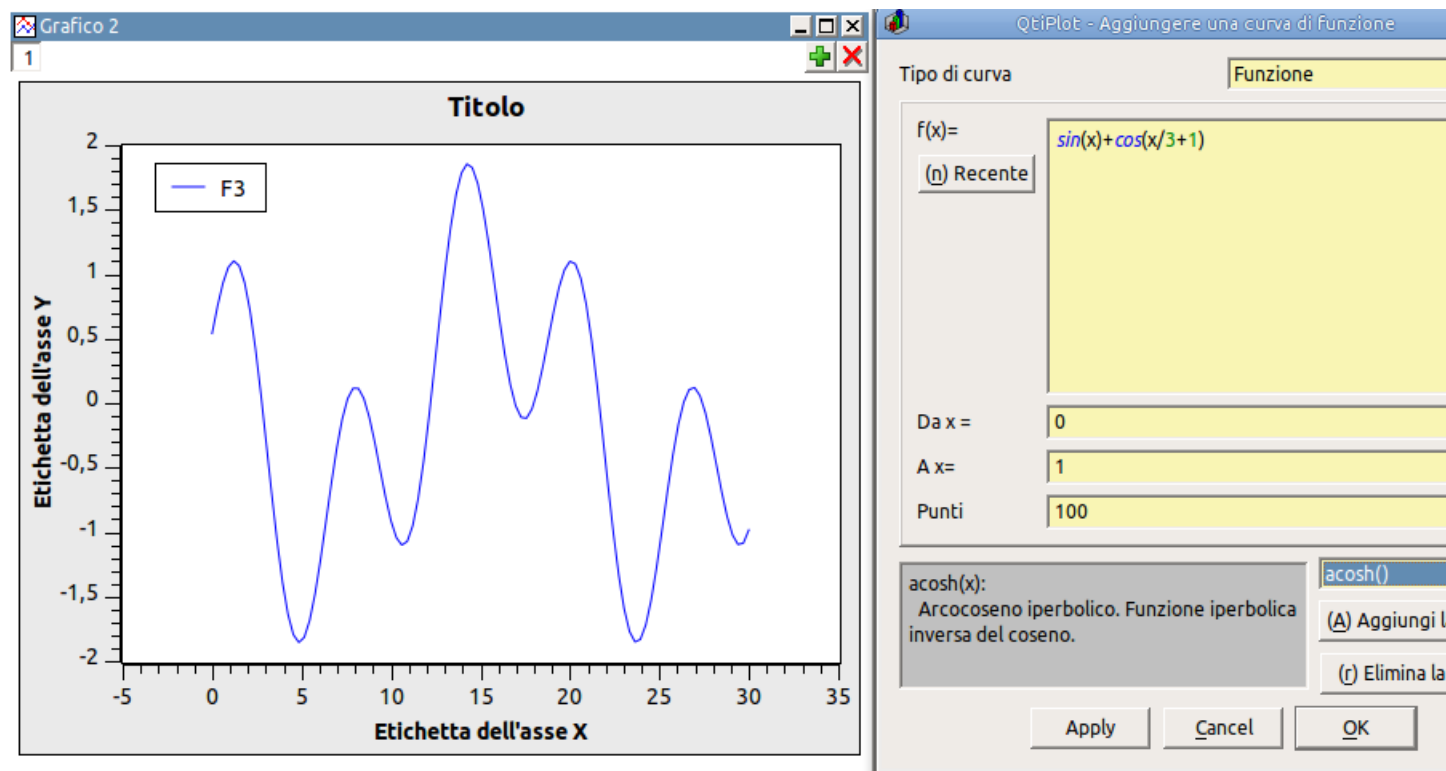 Grafico 2
1
Titolo
F3
2
1,5
1
0,5
0
-0,5
-1
-1,5
-2
Etichetta dell'asse Y
-5 0 5 10 15 20 25 30 35
Etichetta dell'asse X
QtiPlot - Aggiungere una curva di funzione
Tipo di curva Funzione
f(x)= sin(x)+cos(x/3+1)
(n) Recente
Da x = 0
A x= 1
Punti 100
acosh(x):
Arcocoseno iperbolico. Funzione iperbolica
inversa del coseno.
acosh()
(A) Aggiungi l
(r) Elimina la
Apply Cancel OK